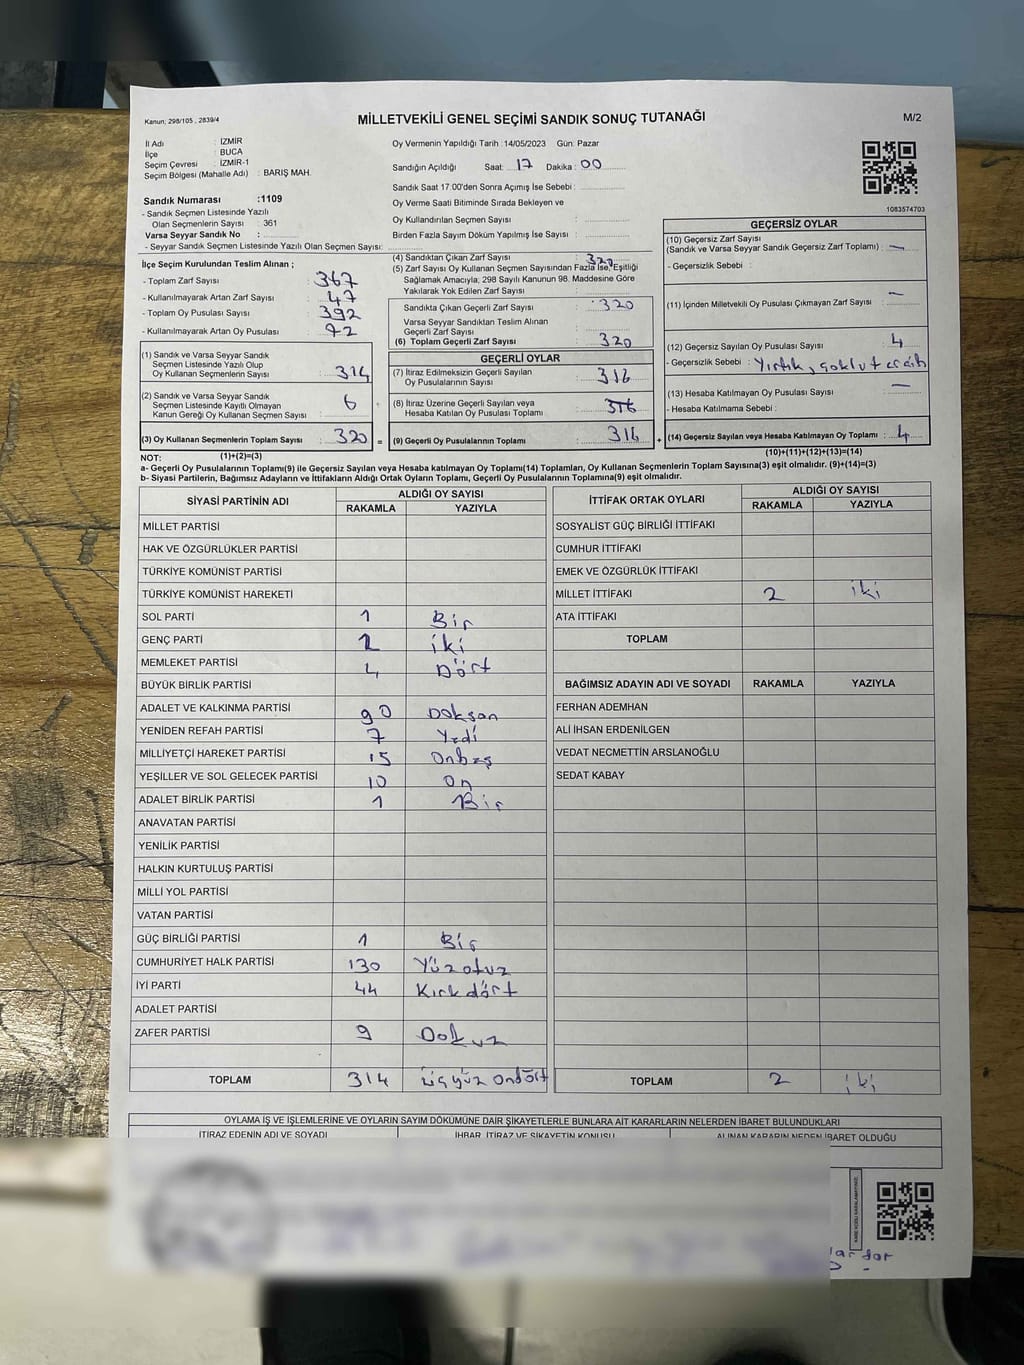 Kanun; 298/105 , 2839/4
MİLLETVEKİLİ GENEL SEÇİMİ SANDIK SONUÇ TUTANAĞI
M/2
İl Adı : İZMİR
İlçe : BUCA
Seçim Çevresi : İZMİR-1
Seçim Bölgesi (Mahalle Adı) : BARIŞ MAH.
Oy Vermenin Yapıldığı Tarih : 14/05/2023 Gün: Pazar
Sandığın Açıldığı Saat: 17 Dakika : 00
Sandık Saat 17:00'den Sonra Açımış İse Sebebi :
Oy Verme Saati Bitiminde Sırada Bekleyen ve
Oy Kullandırılan Seçmen Sayısı :
Birden Fazla Sayım Döküm Yapılmış İse Sayısı :
1083574703
Sandık Numarası :1109
- Sandık Seçmen Listesinde Yazılı
Olan Seçmenlerin Sayısı : 361
Varsa Seyyar Sandık No :
- Seyyar Sandık Seçmen Listesinde Yazılı Olan Seçmen Sayısı:
İlçe Seçim Kurulundan Teslim Alınan ;
- Toplam Zarf Sayısı : 367
- Kullanılmayarak Artan Zarf Sayısı : 47
- Toplam Oy Pusulası Sayısı : 392
- Kullanılmayarak Artan Oy Pusulası : 72
(1) Sandık ve Varsa Seyyar Sandık
Seçmen Listesinde Yazılı Olup
Oy Kullanan Seçmenlerin Sayısı : 314
(2) Sandık ve Varsa Seyyar Sandık
Seçmen Listesinde Kayıtlı Olmayan
Kanun Gereği Oy Kullanan Seçmen Sayısı : 6
(3) Oy Kullanan Seçmenlerin Toplam Sayısı : 320 =
(1)+(2)=(3)
(4) Sandıktan Çıkan Zarf Sayısı : 320
(5) Zarf Sayısı Oy Kullanan Seçmen Sayısından Fazla İse, Eşitliği
Sağlamak Amacıyla; 298 Sayılı Kanunun 98. Maddesine Göre
Yakılarak Yok Edilen Zarf Sayısı :
Sandıkta Çıkan Geçerli Zarf Sayısı : 320
Varsa Seyyar Sandıktan Teslim Alınan
Geçerli Zarf Sayısı :
(6) Toplam Geçerli Zarf Sayısı : 320
GEÇERLİ OYLAR
(7) İtiraz Edilmeksizin Geçerli Sayılan
Oy Pusulalarının Sayısı : 316
(8) İtiraz Üzerine Geçerli Sayılan veya
Hesaba Katılan Oy Pusulası Toplamı : 316
(9) Geçerli Oy Pusulalarının Toplamı : 316 +
GEÇERSİZ OYLAR
(10) Geçersiz Zarf Sayısı
(Sandık ve Varsa Seyyar Sandık Geçersiz Zarf Toplamı) : —
- Geçersizlik Sebebi :
(11) İçinden Milletvekili Oy Pusulası Çıkmayan Zarf Sayısı : —
(12) Geçersiz Sayılan Oy Pusulası Sayısı : 4
- Geçersizlik Sebebi : Yırtık, çoklu tercih
(13) Hesaba Katılmayan Oy Pusulası : —
- Hesaba Katılmama Sebebi :
(14) Geçersiz Sayılan veya Hesaba Katılmayan Oy Toplamı : 4
(10)+(11)+(12)+(13)=(14)
NOT:
a- Geçerli Oy Pusulalarının Toplamı(9) ile Geçersiz Sayılan veya Hesap katılmayan Oy Toplamı(14) Toplamları, Oy Kullanan Seçmenlerin Toplam Sayısına(3) eşit olmalıdır. (9)+(14)=(3)
b- Siyasi Partilerin, Bağımsız Adayların ve İttifakların Aldığı Oyların Toplamı, Geçerli Oy Pusulalarının Toplamına(9) eşit olmalıdır.
SİYASİ PARTİNİN ADI ALDIĞI OY SAYISI
RAKAMLA YAZIYLA
MİLLET PARTİSİ
HAK VE ÖZGÜRLÜKLER PARTİSİ
TÜRKİYE KOMÜNİST PARTİSİ
TÜRKİYE KOMÜNİST HAREKETİ
SOL PARTİ 1 Bir
GENÇ PARTİ 2 iki
MEMLEKET PARTİSİ 4 Dört
BÜYÜK BİRLİK PARTİSİ
ADALET VE KALKINMA PARTİSİ 90 Doksan
YENİDEN REFAH PARTİSİ 7 Yedi
MİLLİYETÇİ HAREKET PARTİSİ 15 Onbeş
YEŞİLLER VE SOL GELECEK PARTİSİ 10 On
ADALET BİRLİK PARTİSİ 1 Bir
ANAVATAN PARTİSİ
YENİLİK PARTİSİ
HALKIN KURTULUŞ PARTİSİ
MİLLİ YOL PARTİSİ
VATAN PARTİSİ
GÜÇ BİRLİĞİ PARTİSİ 1 Bir
CUMHURİYET HALK PARTİSİ 130 Yüz otuz
İYİ PARTİ 44 Kırk dört
ADALET PARTİSİ
ZAFER PARTİSİ 9 Dokuz
TOPLAM 314 üçyüz ondört
İTTİFAK ORTAK OYLARI ALDIĞI OY SAYISI
RAKAMLA YAZIYLA
SOSYALİST GÜÇ BİRLİĞİ İTTİFAKI
CUMHUR İTTİFAKI
EMEK VE ÖZGÜRLÜK İTTİFAKI
MİLLET İTTİFAKI 2 iki
ATA İTTİFAKI
TOPLAM
BAĞIMSIZ ADAYIN ADI VE SOYADI RAKAMLA YAZIYLA
FERHAN ADEMHAN
ALİ İHSAN ERDENİLGEN
VEDAT NECMETTİN ARSLANOĞLU
SEDAT KABAY
TOPLAM 2 iki
OYLAMA İŞ VE İŞLEMLERİNE VE OYLARIN SAYIM DÖKÜMÜNE DAİR ŞİKAYETLERLE BUNLARA AİT KARARLARIN NELERDEN İBARET BULUNDUKLARI
İTİRAZ EDENİN ADI VE SOYADI İHBAR, İTİRAZ VE ŞİKAYETİN KONUSU ALINAN KARARIN NEDEN İBARET OLDUĞU